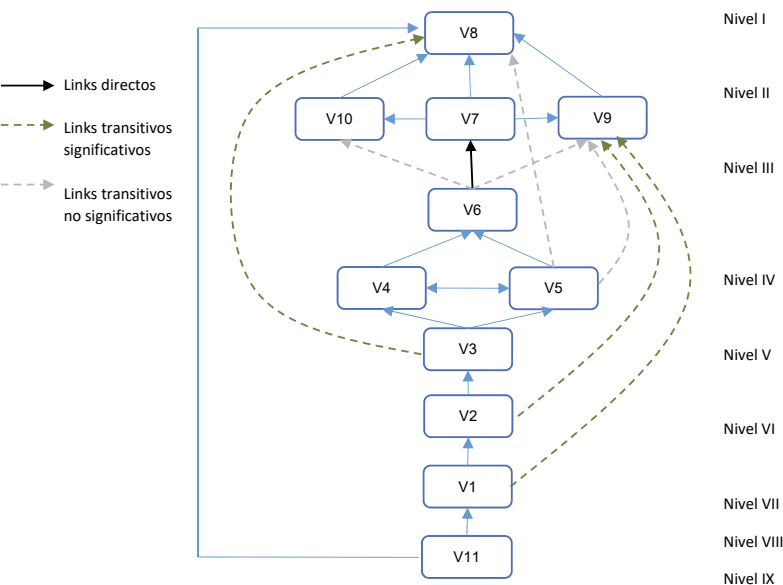 Links directos
Links transitivos
significativos
Links transitivos
no significativos
V8
V10
V7
V9
V6
V4
V5
V3
V2
V1
V11
Nivel I
Nivel II
Nivel III
Nivel IV
Nivel V
Nivel VI
Nivel VII
Nivel VIII
Nivel IX